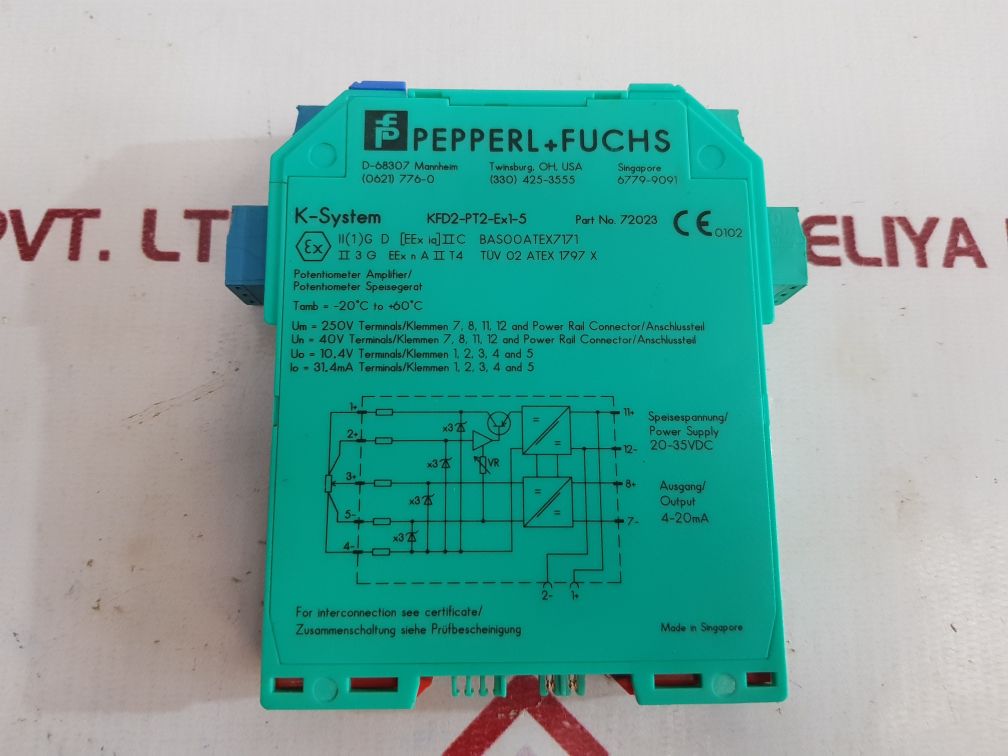 PEPPERL+FUCHS
D-68307 Mannheim Twinsburg, OH, USA Singapore
(0621) 776-0 (330) 425-3555 6779-9091
K-System KFD2-PT2-Ex1-5 Part No. 72023 CE 0102
Ex II(1)G D [EEx ia] IIC BAS00ATEX7171
II 3 G EEx n A II T4 TÜV 02 ATEX 1797 X
Potentiometer Amplifier/
Potentiometer Speisegerät
Tamb = -20°C to +60°C
Um = 250V Terminals/Klemmen 7, 8, 11, 12 and Power Rail Connector/Anschlussteil
Un = 40V Terminals/Klemmen 7, 8, 11, 12 and Power Rail Connector/Anschlussteil
Uo = 10.4V Terminals/Klemmen 1, 2, 3, 4 and 5
Io = 31.4mA Terminals/Klemmen 1, 2, 3, 4 and 5
1+
2+
3+
5-
4-
x3
x3
x3
x3
VR
11+
12-
8+
7-
2- 1+
Speisespannung/
Power Supply
20-35VDC
Ausgang/
Output
4-20mA
For interconnection see certificate/
Zusammenschaltung siehe Prüfbescheinigung
Made in Singapore
PVT. LT
ELIYA